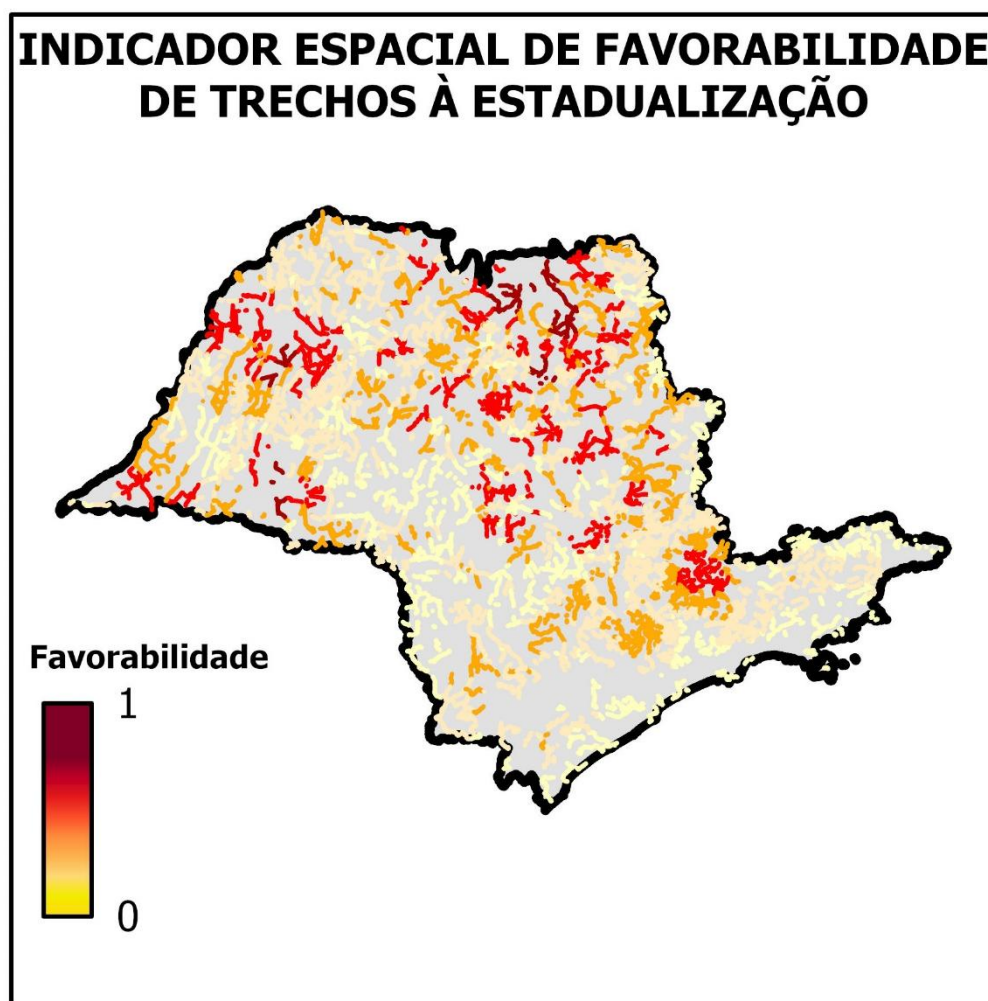 INDICADOR ESPACIAL DE FAVORABILIDADE
DE TRECHOS À ESTADUALIZAÇÃO
Favorabilidade
1
0